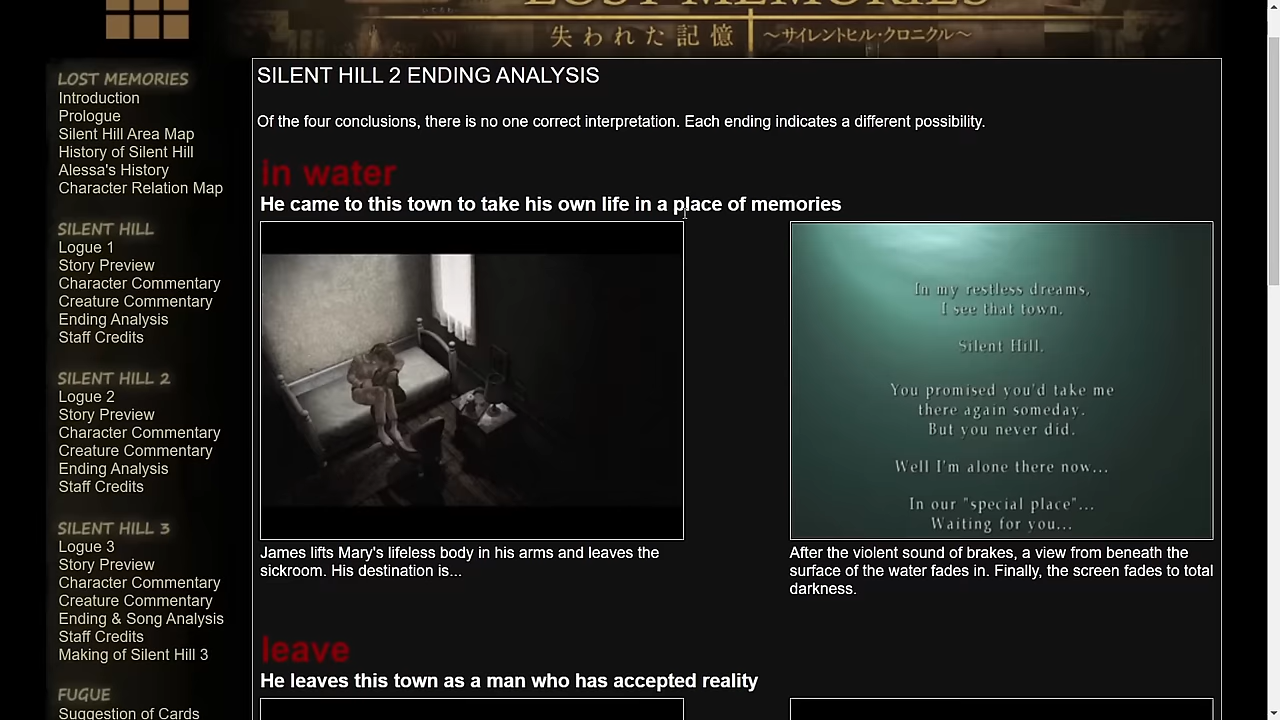 LOST MEMORIES
失われた記憶 ～サイレントヒル・クロニクル～
LOST MEMORIES
Introduction
Prologue
Silent Hill Area Map
History of Silent Hill
Alessa's History
Character Relation Map
SILENT HILL
Logue 1
Story Preview
Character Commentary
Creature Commentary
Ending Analysis
Staff Credits
SILENT HILL 2
Logue 2
Story Preview
Character Commentary
Creature Commentary
Ending Analysis
Staff Credits
SILENT HILL 3
Logue 3
Story Preview
Character Commentary
Creature Commentary
Ending & Song Analysis
Staff Credits
Making of Silent Hill 3
FUGUE
Suggestion of Cards
SILENT HILL 2 ENDING ANALYSIS
Of the four conclusions, there is no one correct interpretation. Each ending indicates a different possibility.
In water
He came to this town to take his own life in a place of memories
In my restless dreams,
I see that town.
Silent Hill.
You promised you'd take me
there again someday.
But you never did.
Well I'm alone there now...
In our "special place"...
Waiting for you...
James lifts Mary's lifeless body in his arms and leaves the
sickroom. His destination is...
After the violent sound of brakes, a view from beneath the
surface of the water fades in. Finally, the screen fades to total
darkness.
leave
He leaves this town as a man who has accepted reality